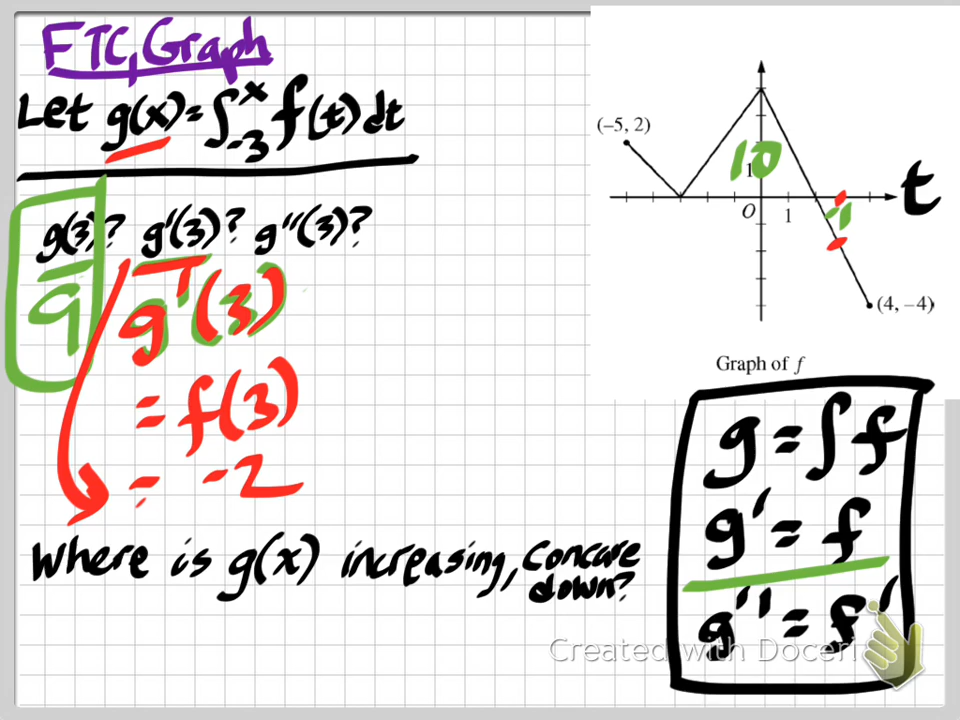 FTC, Graph
Let g(x) = ∫₋₃ˣ f(t) dt
g(3)? g'(3)? g''(3)?
9
g'(3)
= f(3)
= -2
Where is g(x) increasing, Concave
down?
(−5, 2)
10
1
t
O
1
-1
(4, −4)
Graph of f
g = ∫f
g' = f
g'' = f'
Created with Doceri